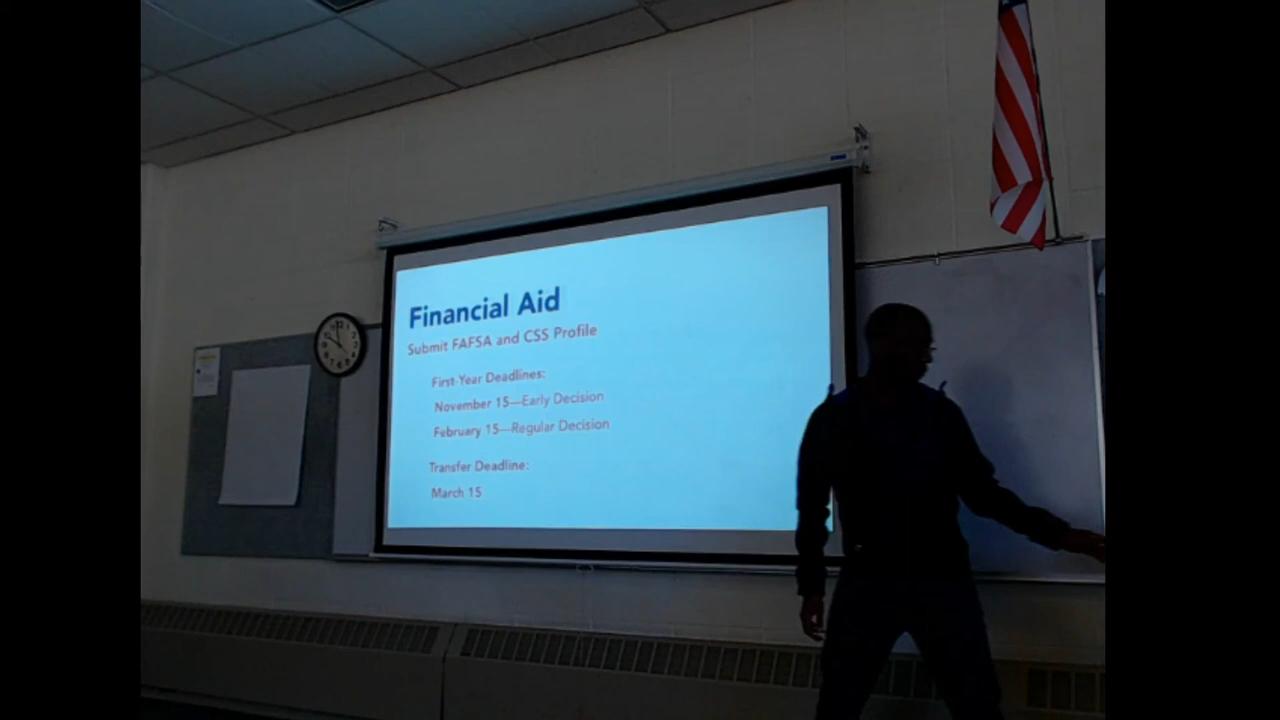 Financial Aid
Submit FAFSA and CSS Profile
First-Year Deadlines:
November 15—Early Decision
February 15—Regular Decision
Transfer Deadline:
March 15